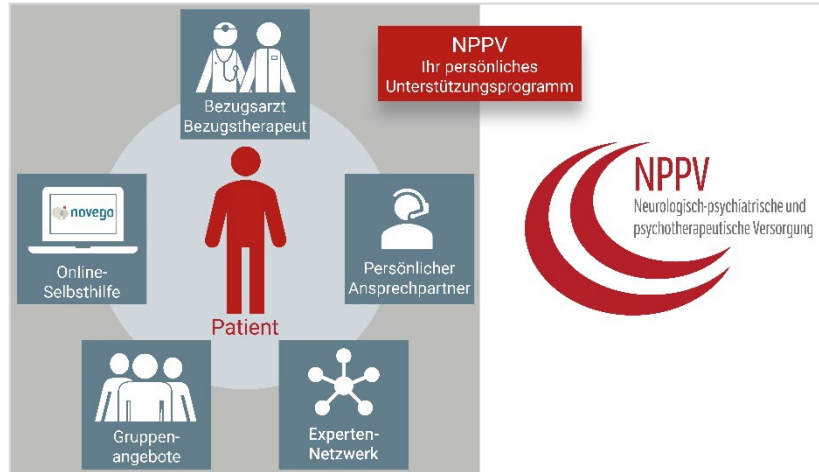 NPPV
Ihr persönliches
Unterstützungsprogramm
Bezugsarzt
Bezugstherapeut
novego
Online-
Selbsthilfe
Persönlicher
Ansprechpartner
Patient
Gruppen-
angebote
Experten-
Netzwerk
NPPV
Neurologisch-psychiatrische und
psychotherapeutische Versorgung